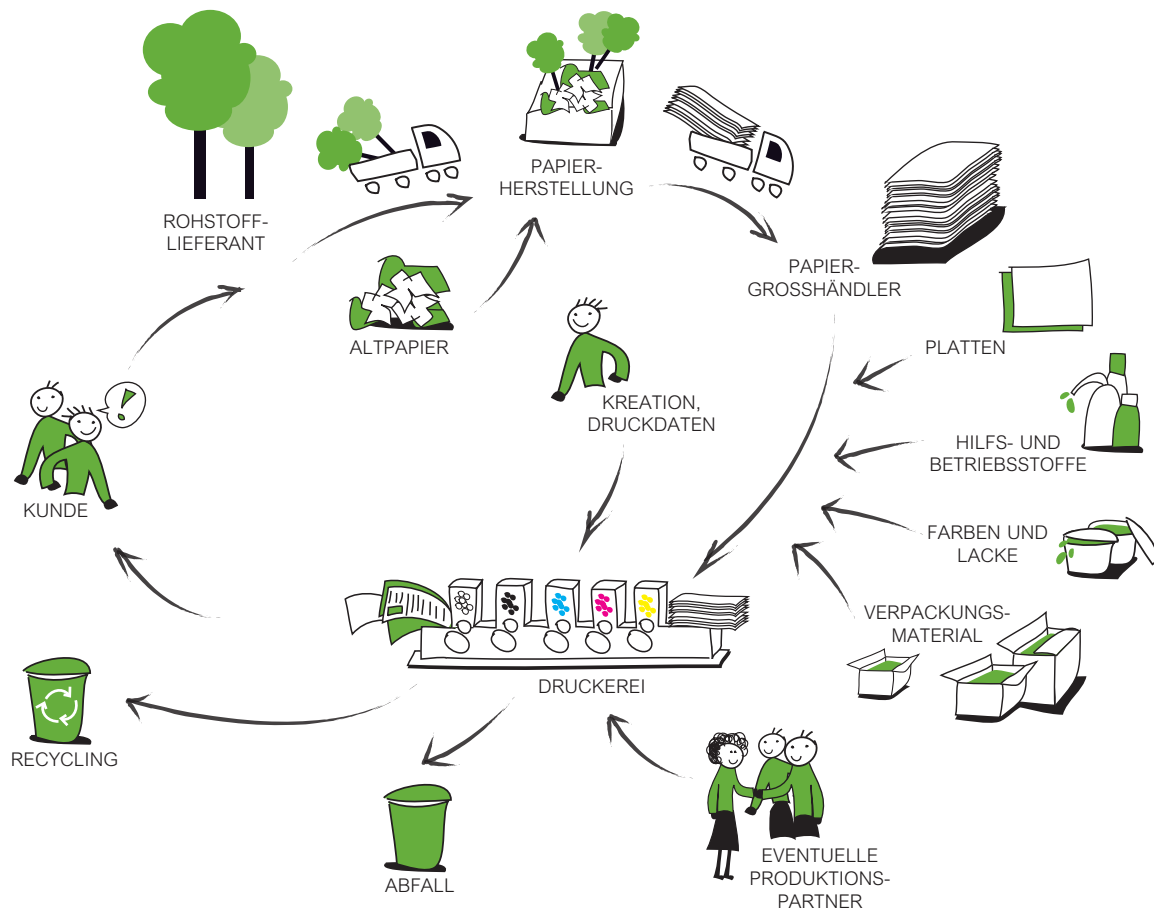 PAPIER-
HERSTELLUNG
ROHSTOFF-
LIEFERANT
PAPIER-
GROSSHÄNDLER
ALTPAPIER
PLATTEN
KREATION,
DRUCKDATEN
HILFS- UND
BETRIEBSSTOFFE
KUNDE
FARBEN UND
LACKE
VERPACKUNGS-
MATERIAL
DRUCKEREI
RECYCLING
ABFALL
EVENTUELLE
PRODUKTIONS-
PARTNER